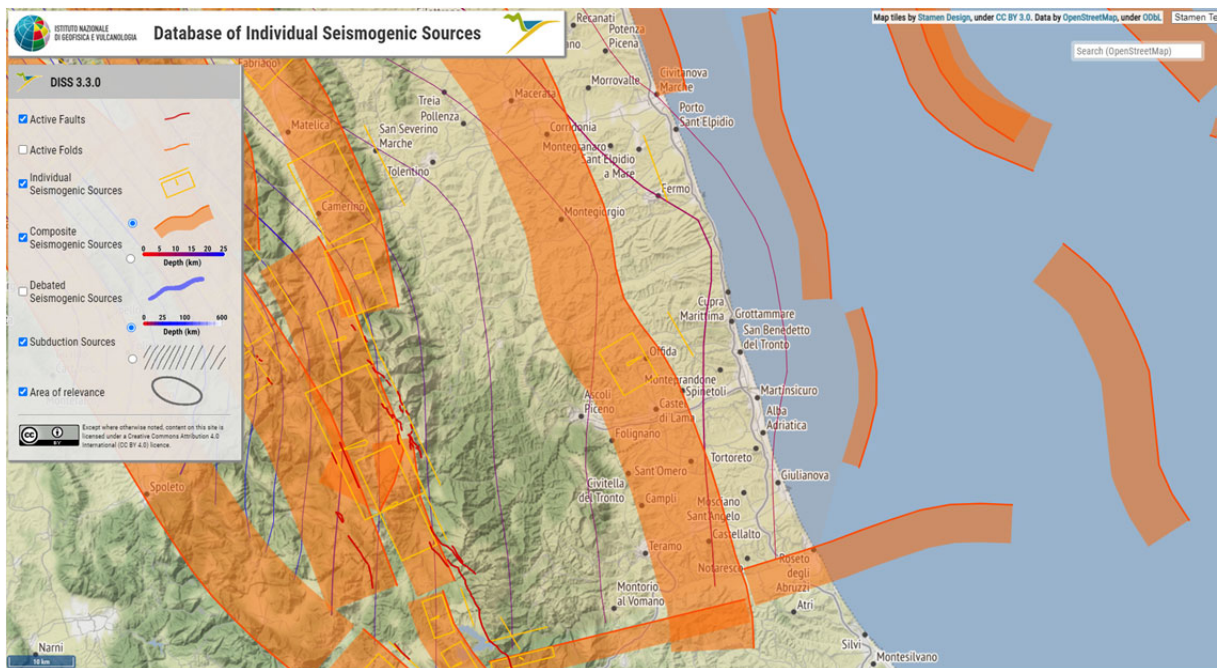 ISTITUTO NAZIONALE
DI GEOFISICA E VULCANOLOGIA
Database of Individual Seismogenic Sources
Map tiles by Stamen Design, under CC BY 3.0. Data by OpenStreetMap, under ODbL
Stamen Te
Search (OpenStreetMap)
DISS 3.3.0
Active Faults
Active Folds
Individual
Seismogenic Sources
Composite
Seismogenic Sources
0 5 10 15 20 25
Depth (km)
Debated
Seismogenic Sources
0 25 100 600
Depth (km)
Subduction Sources
Area of relevance
CC BY
Except where otherwise noted, content on this site is
licensed under a Creative Commons Attribution 4.0
International (CC BY 4.0) licence.
Recanati
Potenza
Picena
Fabriano
Morrovalle
Civitanova
Marche
Treia
Macerata
Pollenza
Porto
Sant'Elpidio
Matelica
San Severino
Marche
Corridonia
Montegranaro
Sant'Elpidio
a Mare
Tolentino
Fermo
Camerino
Montegiorgio
Cupra
Marittima
Grottammare
San Benedetto
del Tronto
Offida
Monteprandone
Spinetoli
Martinsicuro
Ascoli
Piceno
Castel
di Lama
Alba
Adriatica
Folignano
Tortoreto
Sant'Omero
Giulianova
Civitella
del Tronto
Campli
Mosciano
Sant'Angelo
Spoleto
Castellalto
Teramo
Notaresco
Roseto
degli
Abruzzi
Montorio
al Vomano
Atri
Silvi
Narni
Montesilvano
10 km